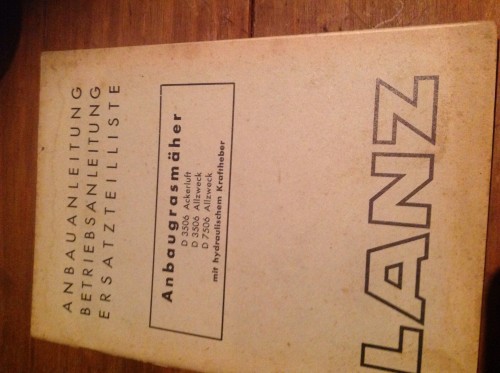 ANBAUANLEITUNG
BETRIEBSANLEITUNG
ERSATZTEILLISTE
Anbaugrasmäher
D 3506 Ackerluft
D 3506 Allzweck
D 7506 Allzweck
mit hydraulischem Kraftheber
LANZ